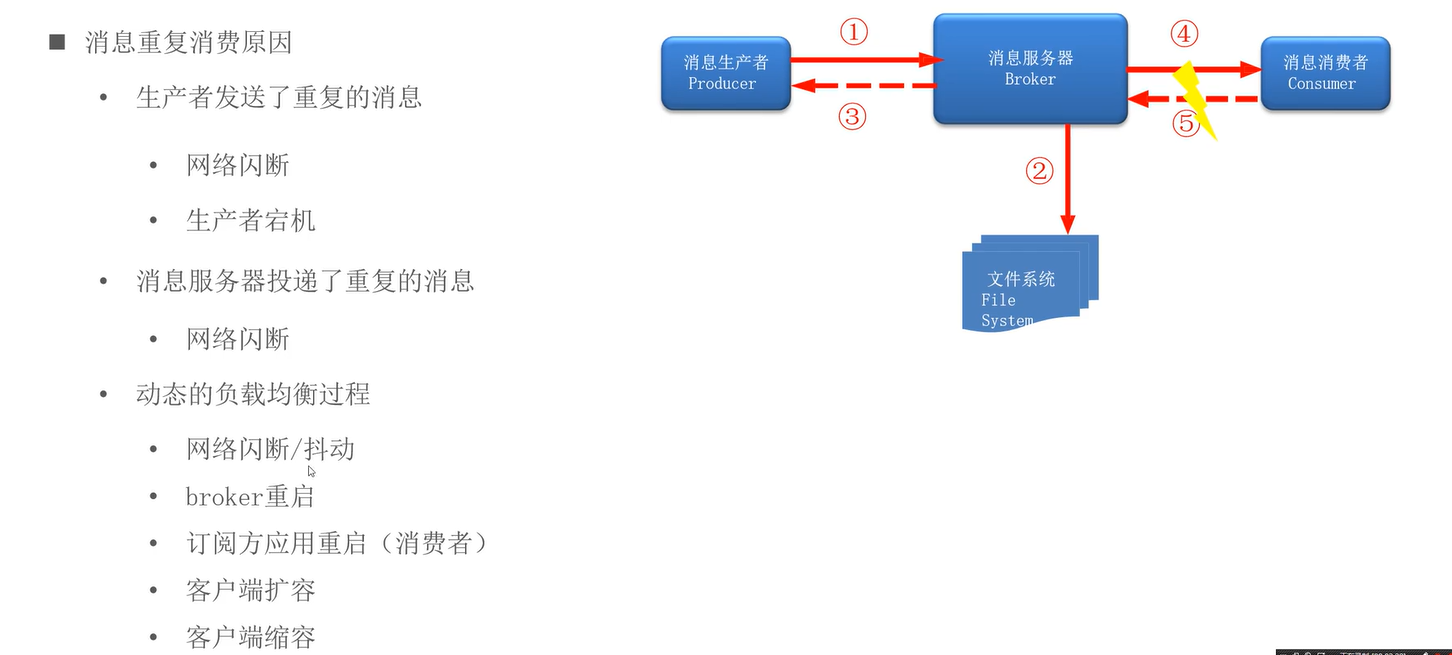 消息重复消费原因
生产者发送了重复的消息
网络闪断
生产者宕机
消息服务器投递了重复的消息
网络闪断
动态的负载均衡过程
网络闪断/抖动
broker重启
订阅方应用重启（消费者）
客户端扩容
客户端缩容
消息生产者
Producer
①
③
消息服务器
Broker
④
⑤
消息消费者
Consumer
②
文件系统
File
System